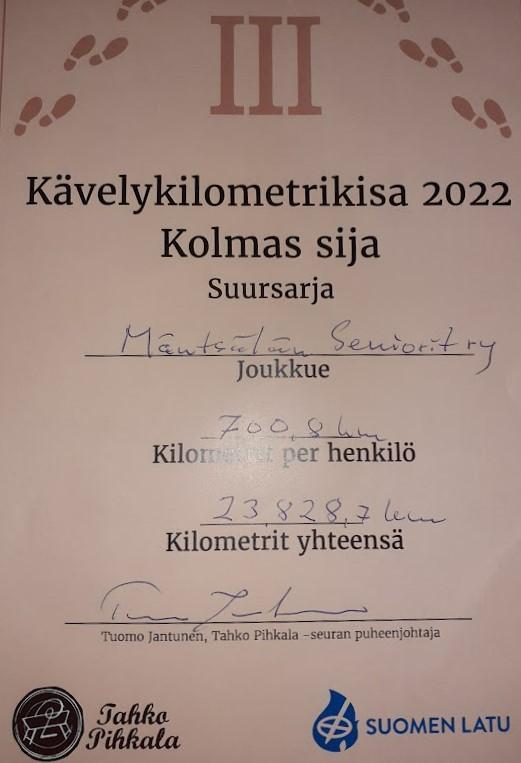 III
Kävelykilometrikisa 2022
Kolmas sija
Suursarja
Mäntsälän Seniorit ry
Joukkue
700,8 km
Kilometrit per henkilö
23.828,7 km
Kilometrit yhteensä
Tuomo Jantunen, Tahko Pihkala -seuran puheenjohtaja
Tahko
Pihkala
SUOMEN LATU